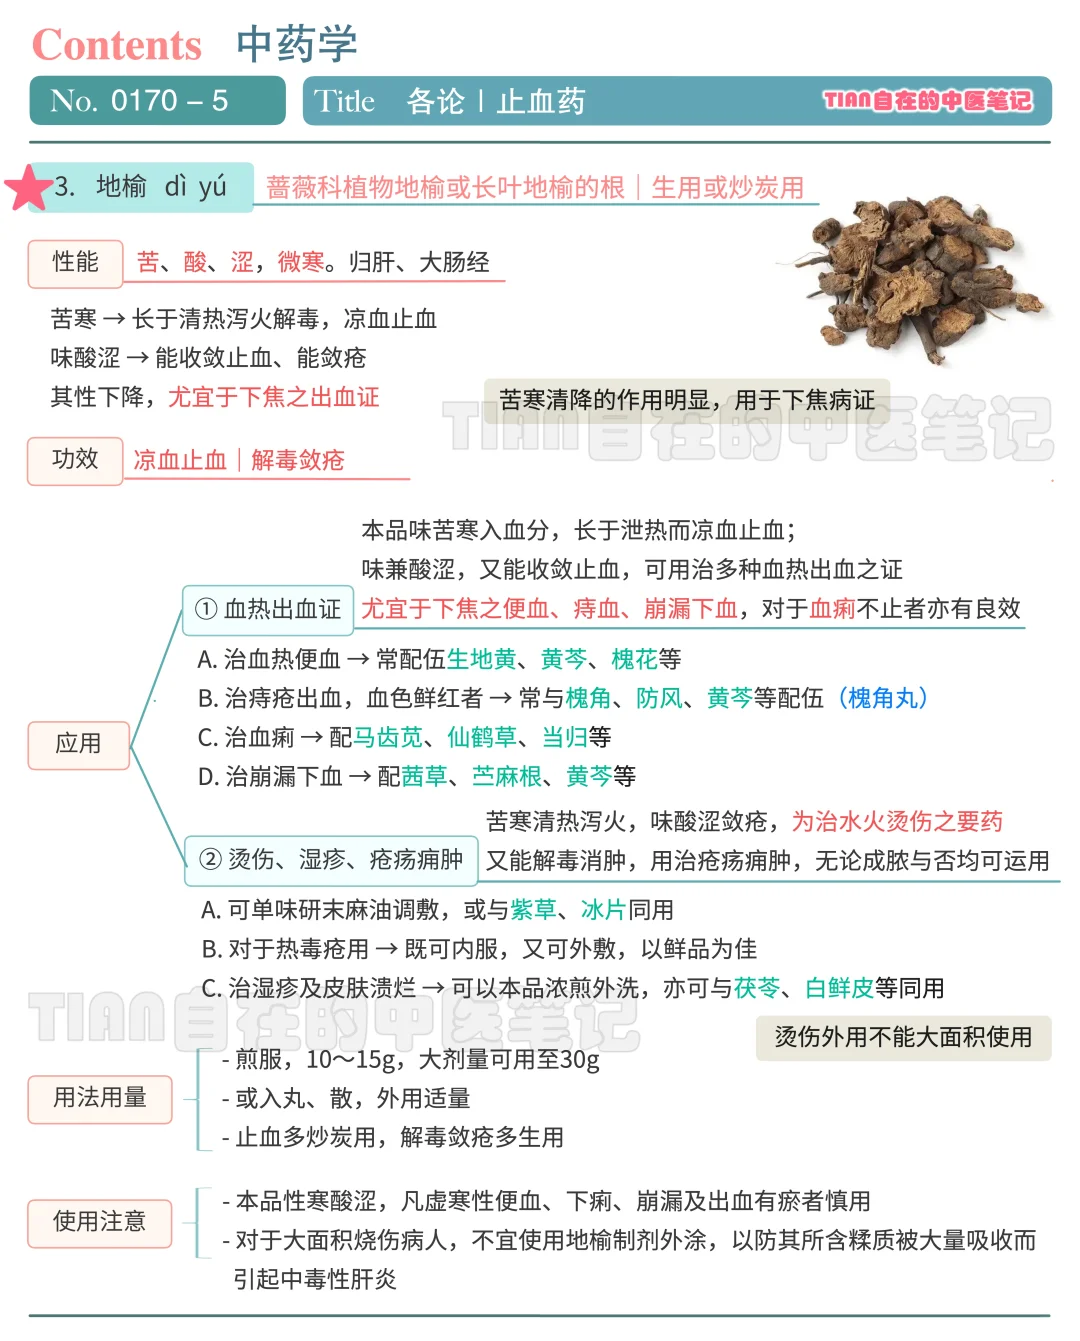 Contents 中药学
No. 0170 – 5
Title 各论 | 止血药
TIAN自在的中医笔记
3. 地榆 dì yú
蔷薇科植物地榆或长叶地榆的根｜生用或炒炭用
性能
苦、酸、涩，微寒。归肝、大肠经
苦寒 → 长于清热泻火解毒，凉血止血
味酸涩 → 能收敛止血、能敛疮
其性下降，尤宜于下焦之出血证
苦寒清降的作用明显，用于下焦病证
TIAN自在的中医笔记
功效
凉血止血｜解毒敛疮
本品味苦寒入血分，长于泄热而凉血止血；
味兼酸涩，又能收敛止血，可用治多种血热出血之证
① 血热出血证
尤宜于下焦之便血、痔血、崩漏下血，对于血痢不止者亦有良效
A. 治血热便血 → 常配伍生地黄、黄芩、槐花等
B. 治痔疮出血，血色鲜红者 → 常与槐角、防风、黄芩等配伍（槐角丸）
应用
C. 治血痢 → 配马齿苋、仙鹤草、当归等
D. 治崩漏下血 → 配茜草、苎麻根、黄芩等
苦寒清热泻火，味酸涩敛疮，为治水火烫伤之要药
② 烫伤、湿疹、疮疡痈肿
又能解毒消肿，用治疮疡痈肿，无论成脓与否均可运用
A. 可单味研末麻油调敷，或与紫草、冰片同用
B. 对于热毒疮用 → 既可内服，又可外敷，以鲜品为佳
C. 治湿疹及皮肤溃烂 → 可以本品浓煎外洗，亦可与茯苓、白鲜皮等同用
TIAN自在的中医笔记
烫伤外用不能大面积使用
用法用量
- 煎服，10～15g，大剂量可用至30g
- 或入丸、散，外用适量
- 止血多炒炭用，解毒敛疮多生用
使用注意
- 本品性寒酸涩，凡虚寒性便血、下痢、崩漏及出血有瘀者慎用
- 对于大面积烧伤病人，不宜使用地榆制剂外涂，以防其所含鞣质被大量吸收而
引起中毒性肝炎